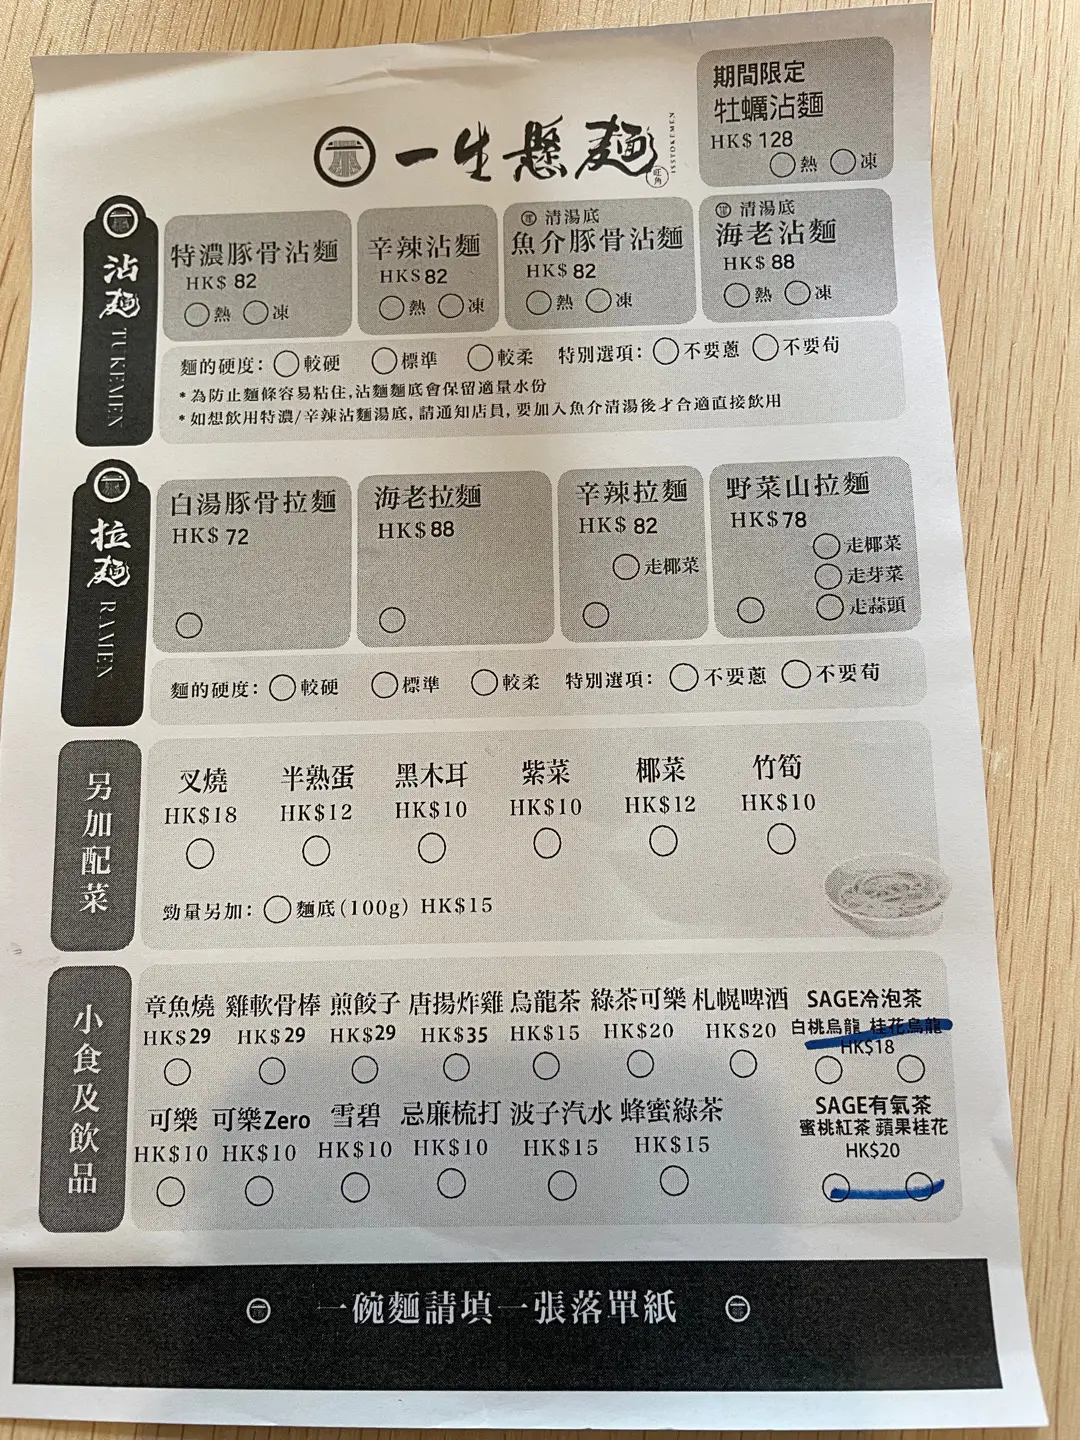 期間限定
牡蠣沾麵
HK$ 128
熱 凍
一生懸麵
ISSYOKEMEN
旺角
沾麵 TUKEMEN
特濃豚骨沾麵
HK$ 82
熱 凍
辛辣沾麵
HK$ 82
熱 凍
清湯底
魚介豚骨沾麵
HK$ 82
熱 凍
清湯底
海老沾麵
HK$ 88
熱 凍
麵的硬度: 較硬 標準 較柔 特別選項: 不要蔥 不要荀
*為防止麵條容易粘住,沾麵麵底會保留適量水份
*如想飲用特濃/辛辣沾麵湯底,請通知店員,要加入魚介清湯後才合適直接飲用
拉麵 RAMEN
白湯豚骨拉麵
HK$ 72
海老拉麵
HK$ 88
辛辣拉麵
HK$ 82
走椰菜
野菜山拉麵
HK$ 78
走椰菜
走芽菜
走蒜頭
麵的硬度: 較硬 標準 較柔 特別選項: 不要蔥 不要荀
另加配菜
叉燒 半熟蛋 黑木耳 紫菜 椰菜 竹筍
HK$18 HK$12 HK$10 HK$10 HK$12 HK$10
勁量另加: 麵底(100g) HK$15
小食及飲品
章魚燒 雞軟骨棒 煎餃子 唐揚炸雞 烏龍茶 綠茶可樂 札幌啤酒
HK$29 HK$29 HK$29 HK$35 HK$15 HK$20 HK$20
SAGE冷泡茶
白桃烏龍 桂花烏龍
HK$18
可樂 可樂Zero 雪碧 忌廉梳打 波子汽水 蜂蜜綠茶
HK$10 HK$10 HK$10 HK$10 HK$15 HK$15
SAGE有氣茶
蜜桃紅茶 蘋果桂花
HK$20
一碗麵請填一張落單紙